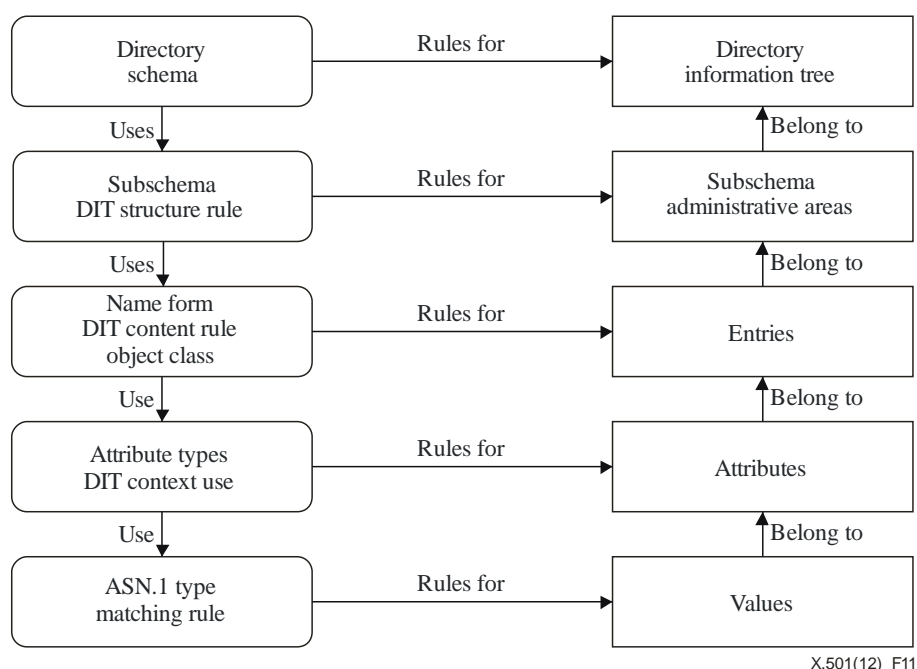 Directory
schema
Rules for
Directory
information tree
Uses
Belong to
Subschema
DIT structure rule
Rules for
Subschema
administrative areas
Uses
Belong to
Name form
DIT content rule
object class
Rules for
Entries
Use
Belong to
Attribute types
DIT context use
Rules for
Attributes
Use
Belong to
ASN.1 type
matching rule
Rules for
Values
X.501(12)_F11